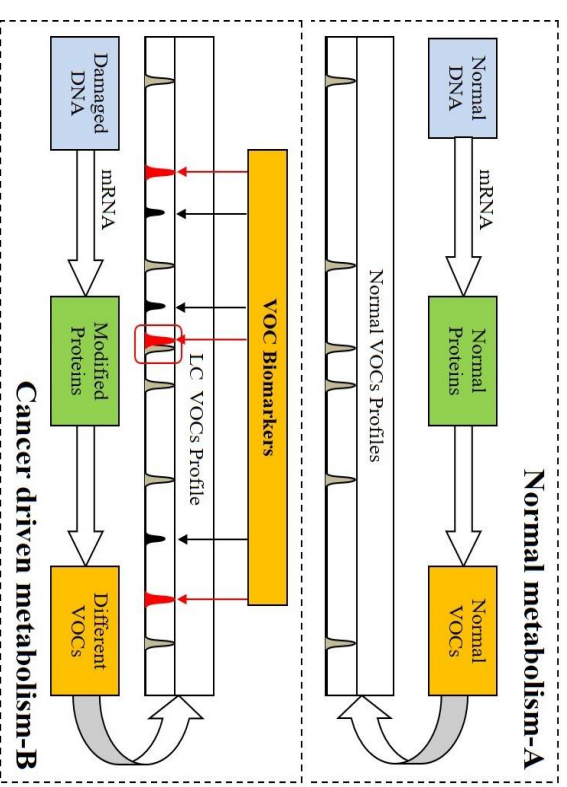 Normal metabolism-A
Normal
DNA
mRNA
Normal
Proteins
Normal
VOCs
Normal VOCs Profiles
VOC Biomarkers
LC VOCs Profile
Damaged
DNA
mRNA
Modified
Proteins
Different
VOCs
Cancer driven metabolism-B